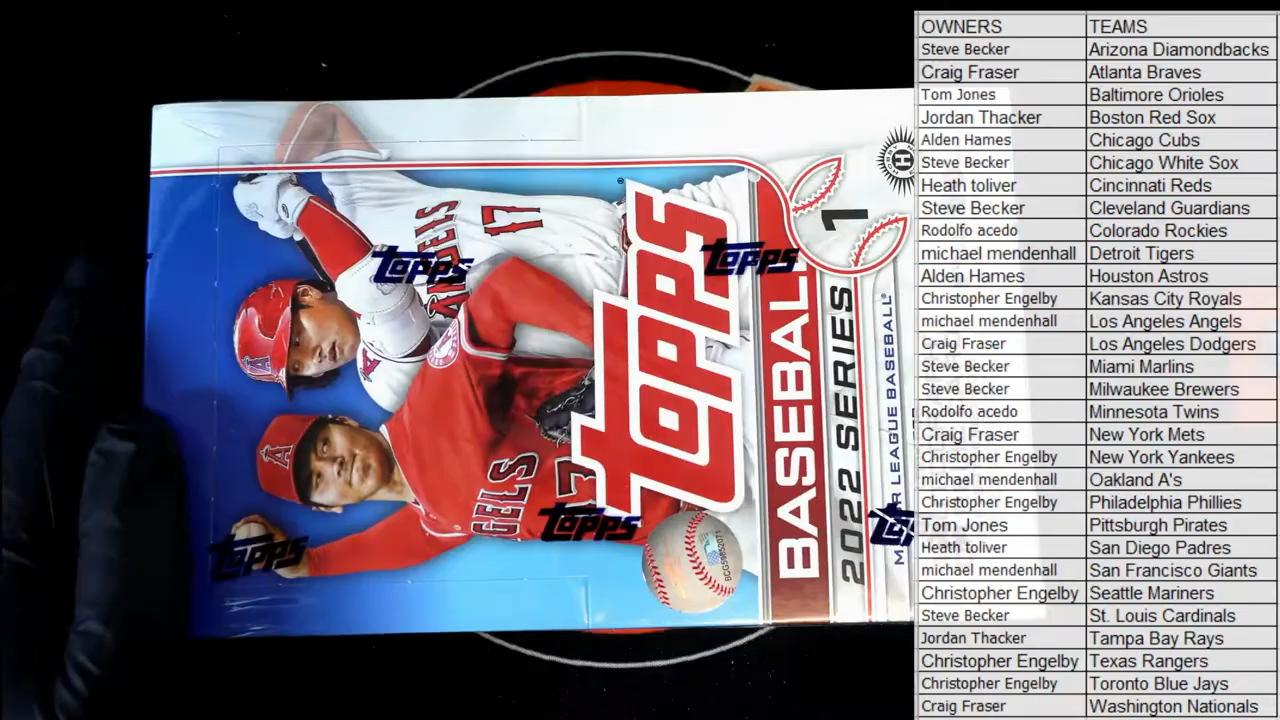 OWNERS TEAMS
Steve Becker Arizona Diamondbacks
Craig Fraser Atlanta Braves
Tom Jones Baltimore Orioles
Jordan Thacker Boston Red Sox
Alden Hames Chicago Cubs
Steve Becker Chicago White Sox
Heath toliver Cincinnati Reds
Steve Becker Cleveland Guardians
Rodolfo acedo Colorado Rockies
michael mendenhall Detroit Tigers
Alden Hames Houston Astros
Christopher Engelby Kansas City Royals
michael mendenhall Los Angeles Angels
Craig Fraser Los Angeles Dodgers
Steve Becker Miami Marlins
Steve Becker Milwaukee Brewers
Rodolfo acedo Minnesota Twins
Craig Fraser New York Mets
Christopher Engelby New York Yankees
michael mendenhall Oakland A's
Christopher Engelby Philadelphia Phillies
Tom Jones Pittsburgh Pirates
Heath toliver San Diego Padres
michael mendenhall San Francisco Giants
Christopher Engelby Seattle Mariners
Steve Becker St. Louis Cardinals
Jordan Thacker Tampa Bay Rays
Christopher Engelby Texas Rangers
Christopher Engelby Toronto Blue Jays
Craig Fraser Washington Nationals
Topps
BASEBALL
2022 SERIES 1
LEAGUE BASEBALL
ANGELS
17
A
A
GELS
Topps
Topps
Topps
Topps
H